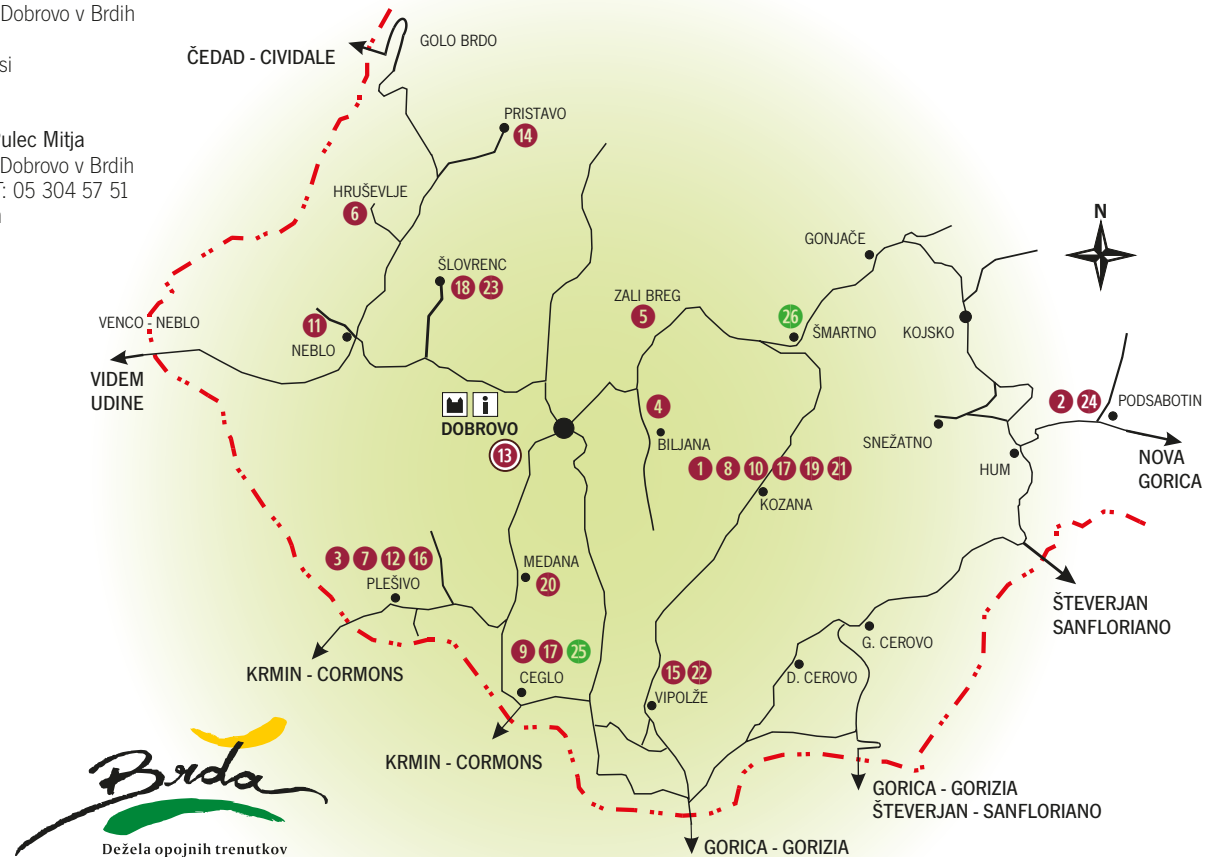 Dobrovo v Brdih
si
Pulec Mitja
Dobrovo v Brdih
T: 05 304 57 51
ČEDAD - CIVIDALE
GOLO BRDO
PRISTAVO
14
HRUŠEVLJE
6
ŠLOVRENC
18 23
VENCO - NEBLO
11
NEBLO
VIDEM
UDINE
ZALI BREG
5
GONJAČE
N
26
ŠMARTNO
KOJSKO
i
DOBROVO
13
4
BILJANA
1 8 10 17 19 21
KOZANA
SNEŽATNO
HUM
2 24
PODSABOTIN
NOVA
GORICA
3 7 12 16
PLEŠIVO
MEDANA
20
ŠTEVERJAN
SANFLORIANO
9 17 25
CEGLO
KRMIN - CORMONS
15 22
VIPOLŽE
D. CEROVO
G. CEROVO
KRMIN - CORMONS
GORICA - GORIZIA
ŠTEVERJAN - SANFLORIANO
GORICA - GORIZIA
Brda
Dežela opojnih trenutkov